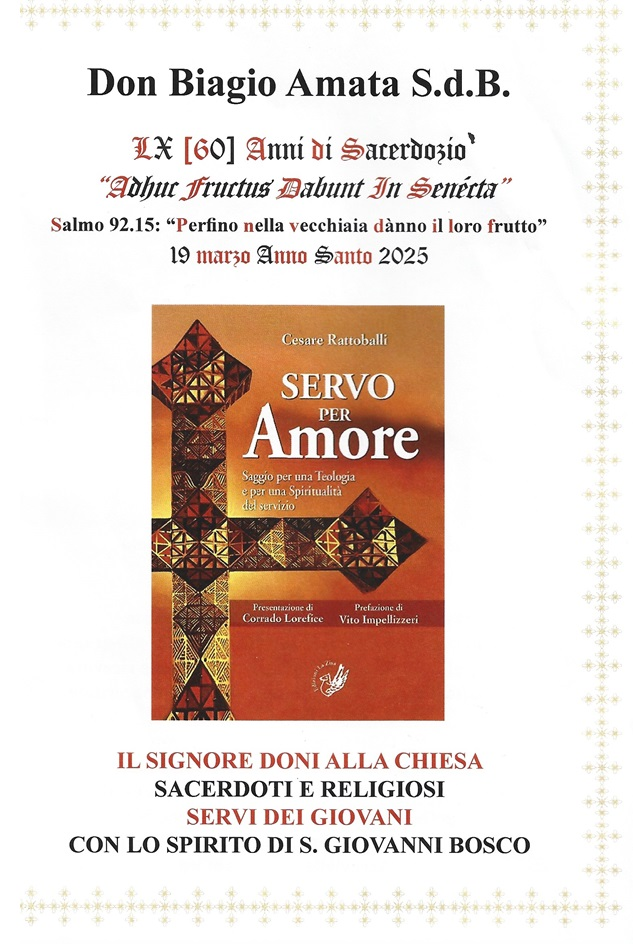 Don Biagio Amata S.d.B.
LX [60] Anni di Sacerdozio`
“Adhuc Fructus Dabunt In Senécta”
Salmo 92.15: “Perfino nella vecchiaia dànno il loro frutto”
19 marzo Anno Santo 2025
Cesare Rattoballi
SERVO
PER
Amore
Saggio per una Teologia
e per una Spiritualità
del servizio
Presentazione di
Corrado Lorefice
Prefazione di
Vito Impellizzeri
Edizioni La Zisa
IL SIGNORE DONI ALLA CHIESA
SACERDOTI E RELIGIOSI
SERVI DEI GIOVANI
CON LO SPIRITO DI S. GIOVANNI BOSCO